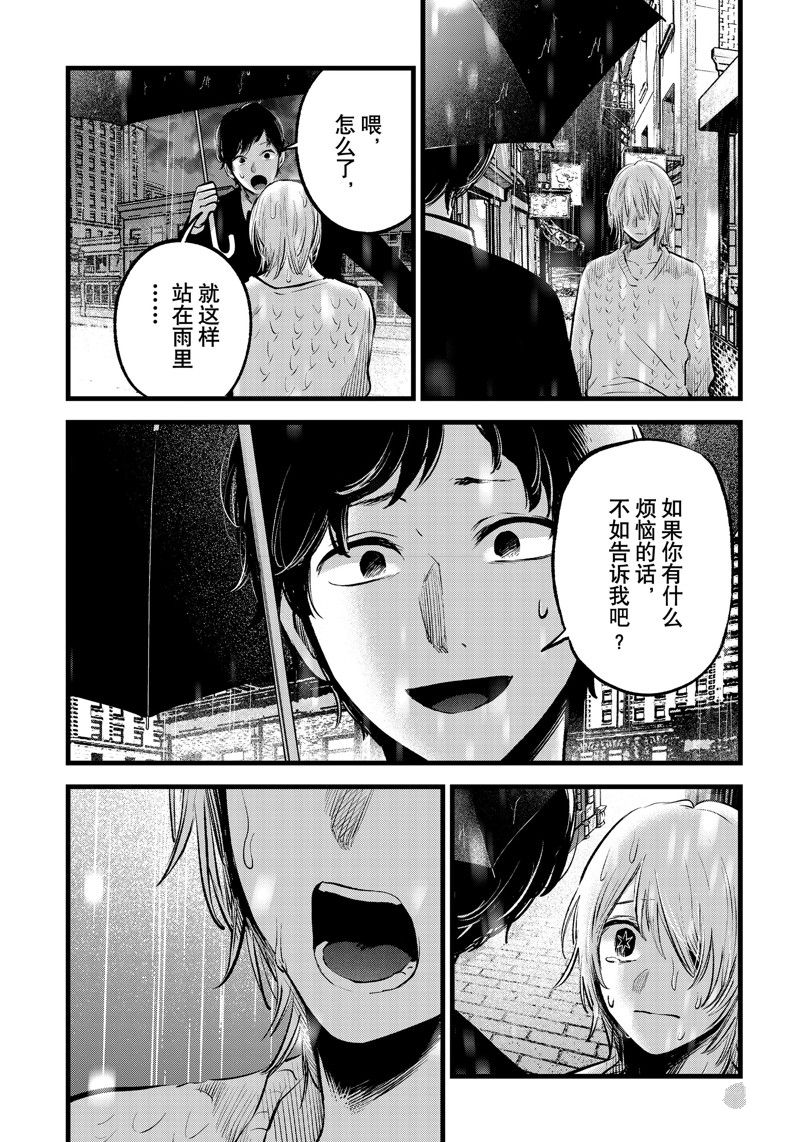 喂，
怎么了，
就这样
站在雨里
……
如果你有什么
烦恼的话，
不如告诉我吧？